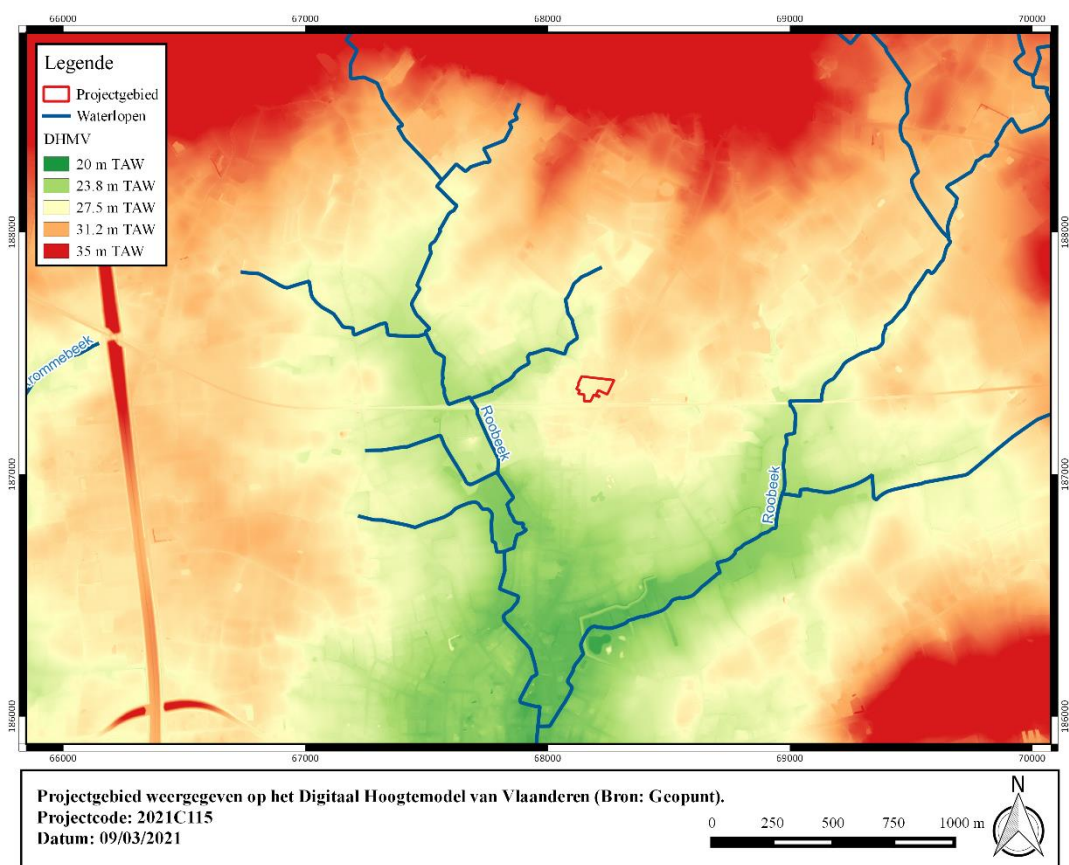 66000 67000 68000 69000 70000
Legende
Projectgebied
Waterlopen
DHMV
20 m TAW
23.8 m TAW
27.5 m TAW
31.2 m TAW
35 m TAW
188000 188000
Krommebeek
Roobeek
187000 187000
Roobeek
186000 186000
66000 67000 68000 69000 70000
Projectgebied weergegeven op het Digitaal Hoogtemodel van Vlaanderen (Bron: Geopunt).
Projectcode: 2021C115
Datum: 09/03/2021
0 250 500 750 1000 m
N